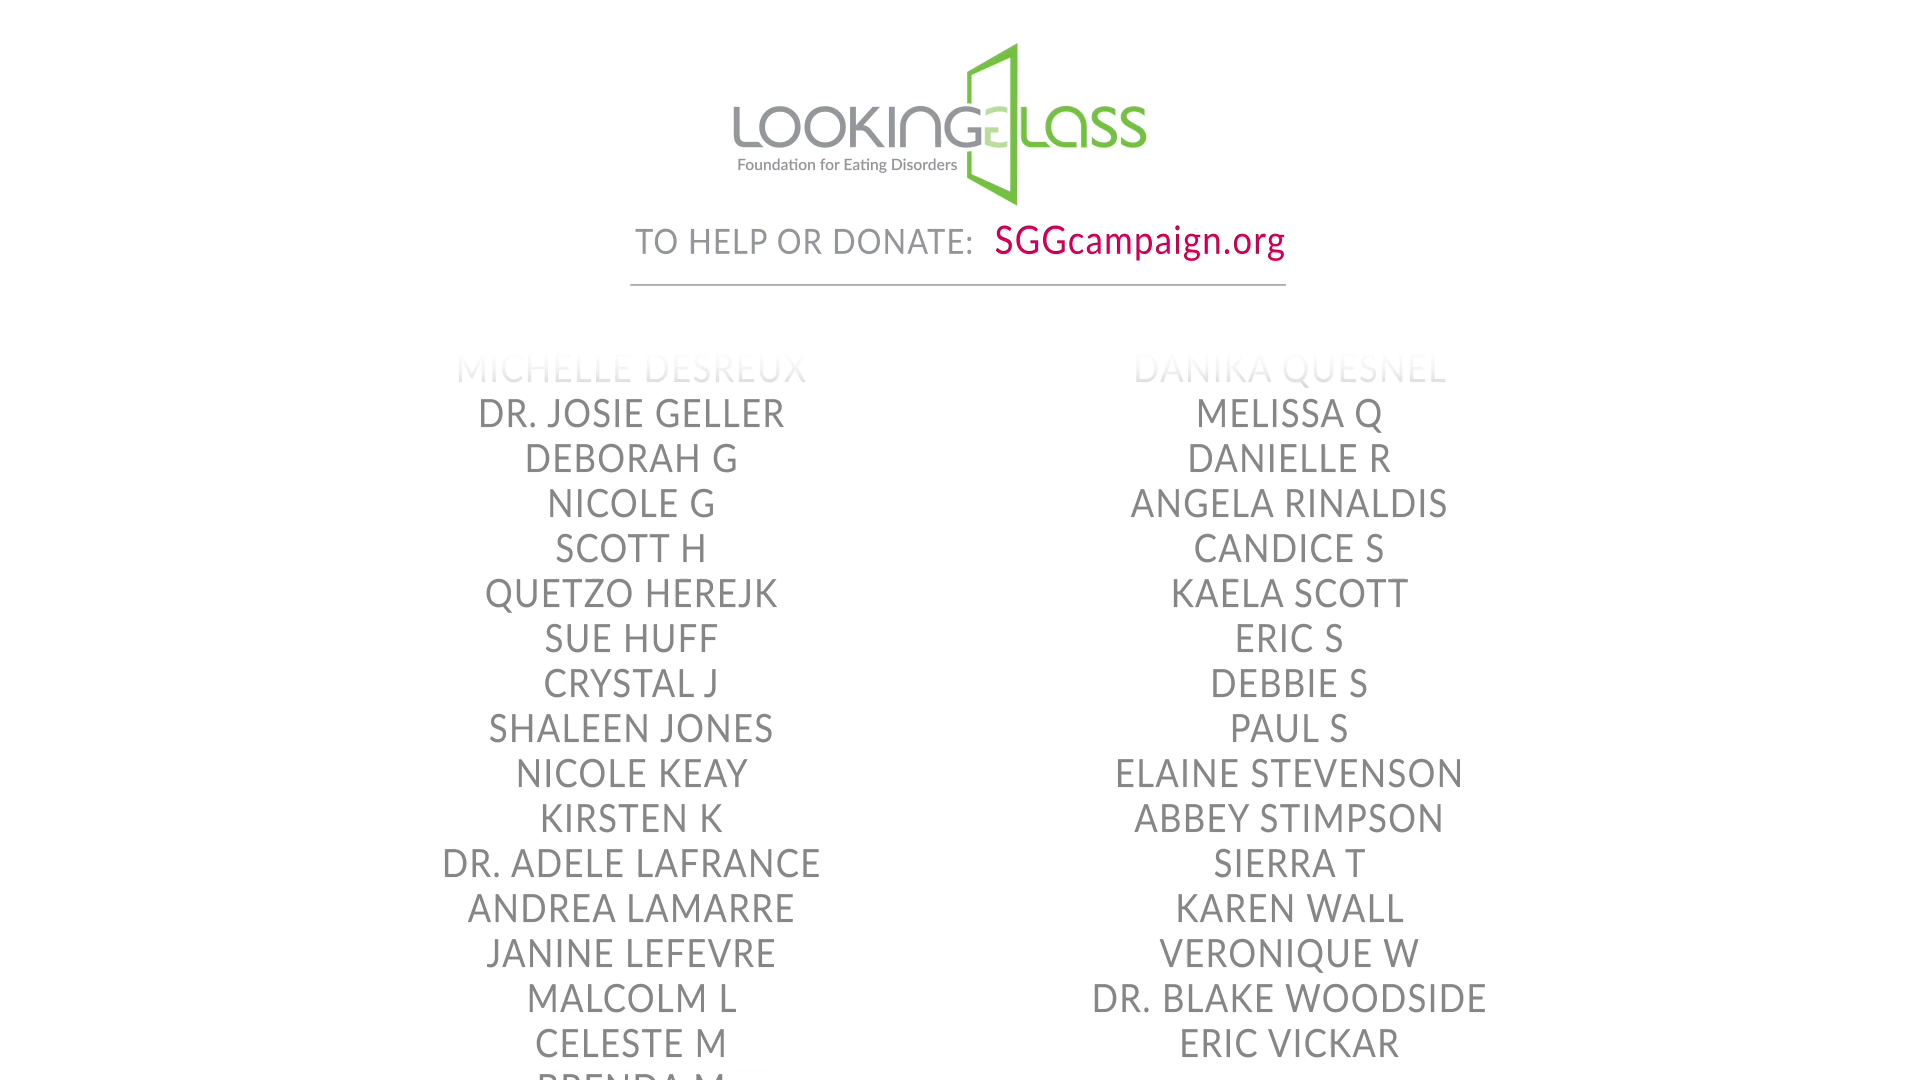 LOOKINGGLASS
Foundation for Eating Disorders
TO HELP OR DONATE: SGGcampaign.org
MICHELLE DESREUX
DR. JOSIE GELLER
DEBORAH G
NICOLE G
SCOTT H
QUETZO HEREJK
SUE HUFF
CRYSTAL J
SHALEEN JONES
NICOLE KEAY
KIRSTEN K
DR. ADELE LAFRANCE
ANDREA LAMARRE
JANINE LEFEVRE
MALCOLM L
CELESTE M
BRENDA M
DANIKA QUESNEL
MELISSA Q
DANIELLE R
ANGELA RINALDIS
CANDICE S
KAELA SCOTT
ERIC S
DEBBIE S
PAUL S
ELAINE STEVENSON
ABBEY STIMPSON
SIERRA T
KAREN WALL
VERONIQUE W
DR. BLAKE WOODSIDE
ERIC VICKAR